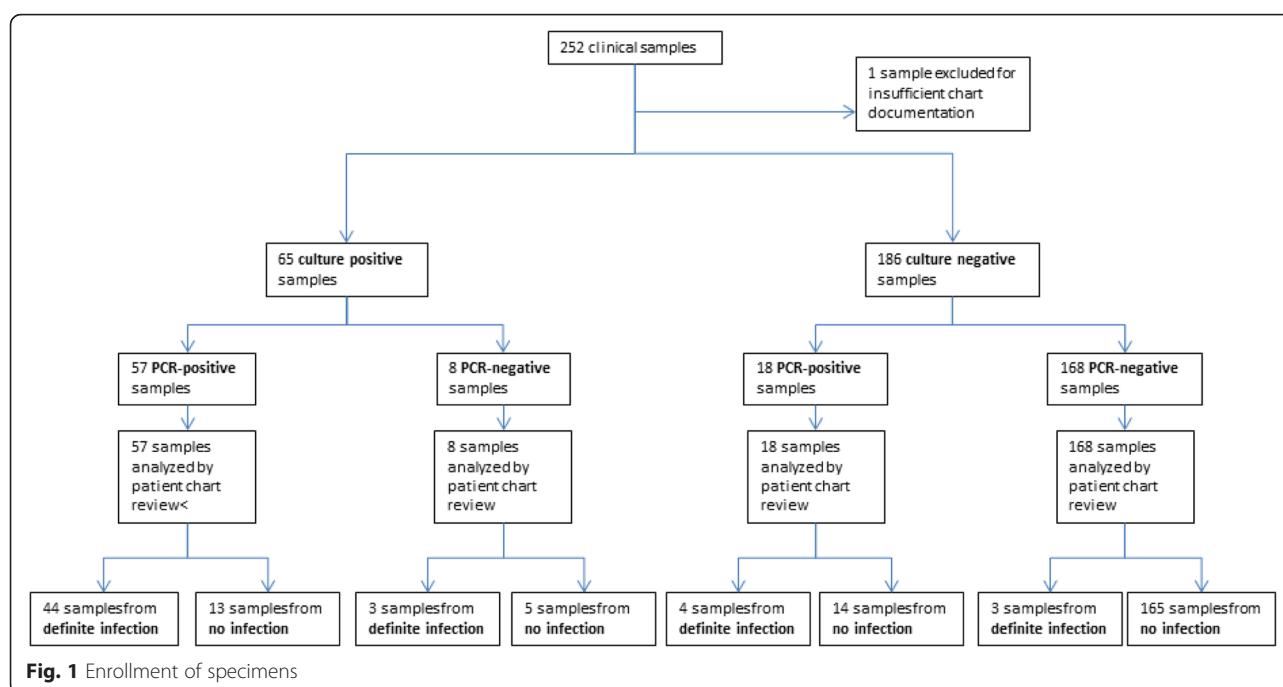 252 clinical samples
1 sample excluded for
insufficient chart
documentation
65 culture positive
samples
186 culture negative
samples
57 PCR-positive
samples
8 PCR-negative
samples
18 PCR-positive
samples
168 PCR-negative
samples
57 samples
analyzed by
patient chart
review<
8 samples
analyzed by
patient chart
review
18 samples
analyzed by
patient chart
review
168 samples
analyzed by
patient chart
review
44 samplesfrom
definite infection
13 samplesfrom
no infection
3 samplesfrom
definite infection
5 samplesfrom
no infection
4 samplesfrom
definite infection
14 samplesfrom
no infection
3 samplesfrom
definite infection
165 samplesfrom
no infection
Fig. 1 Enrollment of specimens